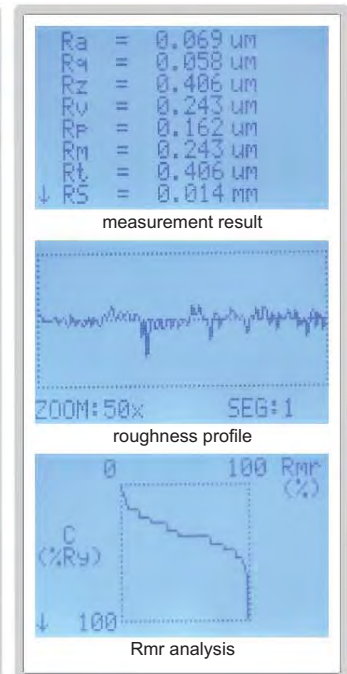 Ra = 0.069 um
Rq = 0.058 um
Rz = 0.406 um
Rv = 0.243 um
Rp = 0.162 um
Rm = 0.243 um
Rt = 0.406 um
↓ RS = 0.014 mm
measurement result
ZOOM:50x SEG:1
roughness profile
0 100 Rmr
(%)
C
(%Ry)
↓ 100
Rmr analysis